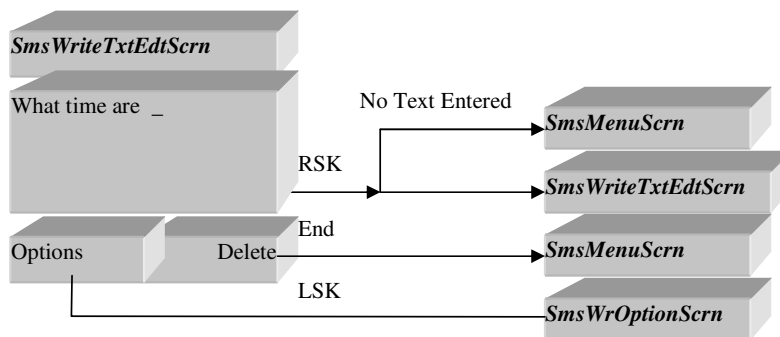 SmsWriteTxtEdtScrn
What time are _
No Text Entered
SmsMenuScrn
RSK
SmsWriteTxtEdtScrn
End
Options
Delete
SmsMenuScrn
LSK
SmsWrOptionScrn